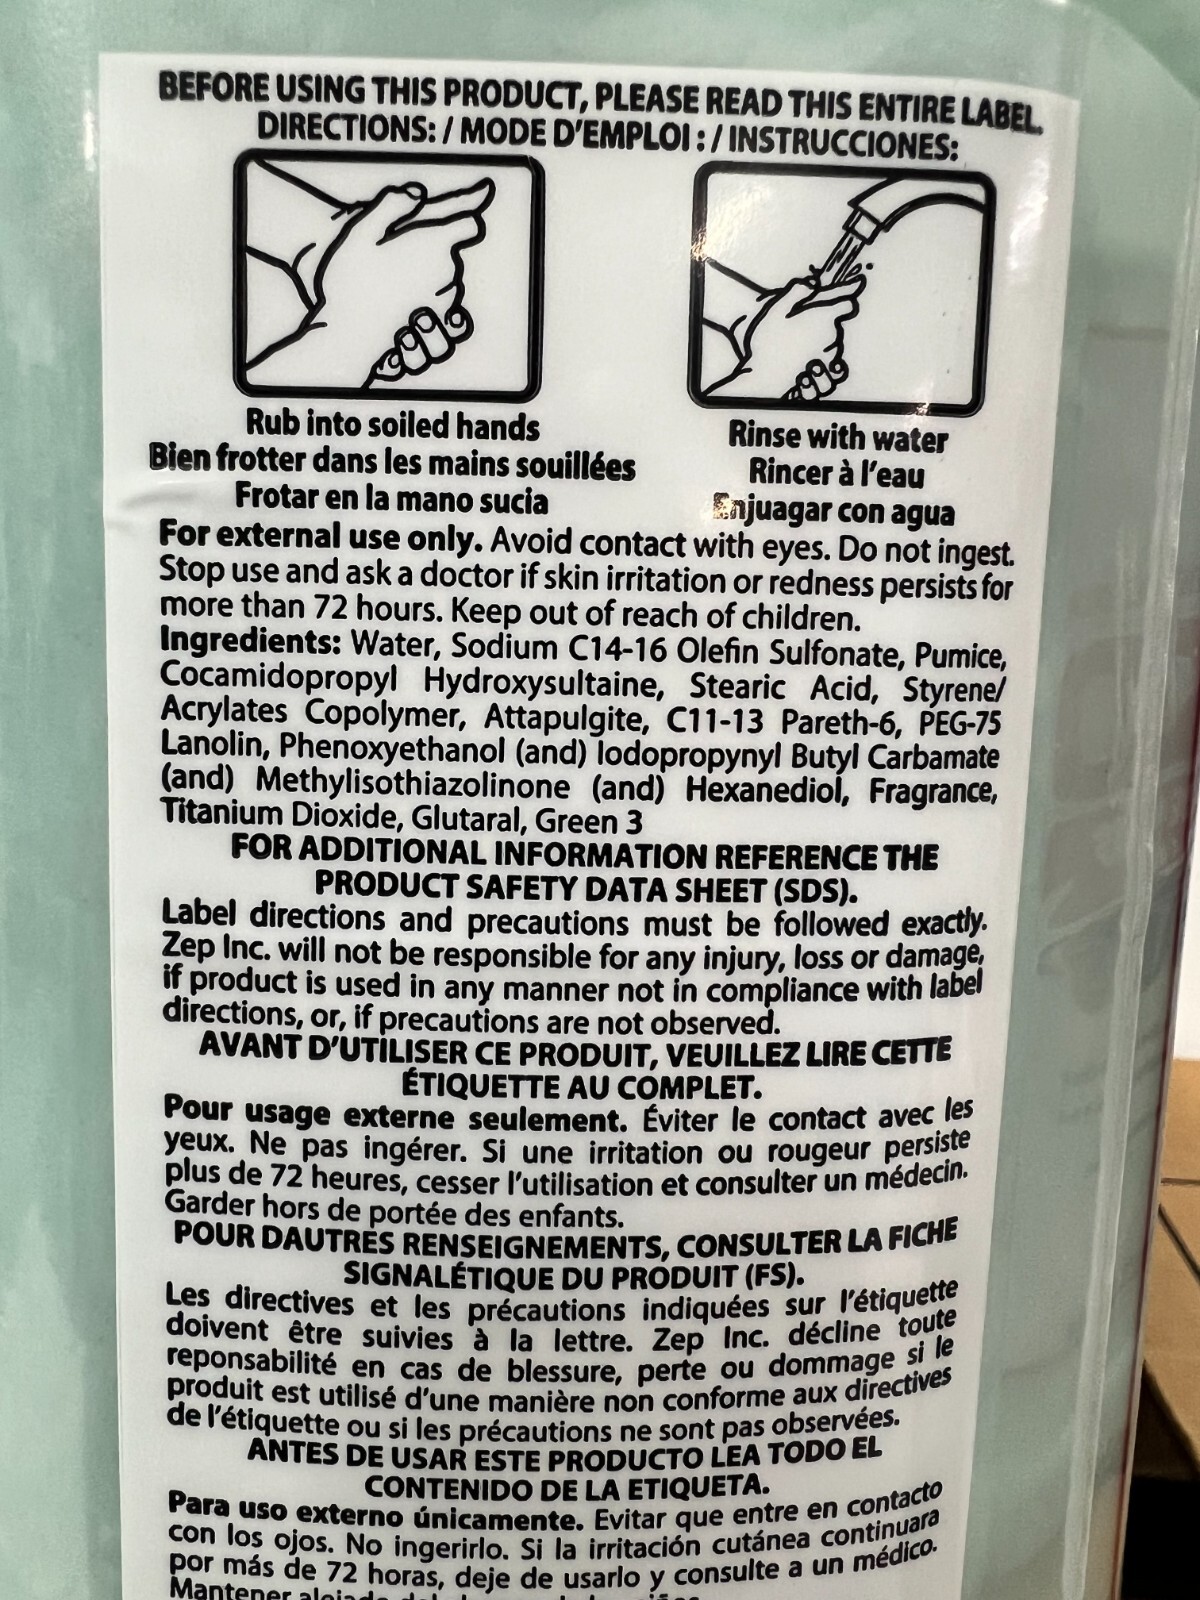 BEFORE USING THIS PRODUCT, PLEASE READ THIS ENTIRE LABEL.
DIRECTIONS: / MODE D'EMPLOI : / INSTRUCCIONES:
Rub into soiled hands
Bien frotter dans les mains souillées
Frotar en la mano sucia
Rinse with water
Rincer à l'eau
Enjuagar con agua
For external use only. Avoid contact with eyes. Do not ingest.
Stop use and ask a doctor if skin irritation or redness persists for
more than 72 hours. Keep out of reach of children.
Ingredients: Water, Sodium C14-16 Olefin Sulfonate, Pumice,
Cocamidopropyl Hydroxysultaine, Stearic Acid, Styrene/
Acrylates Copolymer, Attapulgite, C11-13 Pareth-6, PEG-75
Lanolin, Phenoxyethanol (and) Iodopropynyl Butyl Carbamate
(and) Methylisothiazolinone (and) Hexanediol, Fragrance,
Titanium Dioxide, Glutaral, Green 3
FOR ADDITIONAL INFORMATION REFERENCE THE
PRODUCT SAFETY DATA SHEET (SDS).
Label directions and precautions must be followed exactly.
Zep Inc. will not be responsible for any injury, loss or damage,
if product is used in any manner not in compliance with label
directions, or, if precautions are not observed.
AVANT D'UTILISER CE PRODUIT, VEUILLEZ LIRE CETTE
ÉTIQUETTE AU COMPLET.
Pour usage externe seulement. Éviter le contact avec les
yeux. Ne pas ingérer. Si une irritation ou rougeur persiste
plus de 72 heures, cesser l'utilisation et consulter un médecin.
Garder hors de portée des enfants.
POUR DAUTRES RENSEIGNEMENTS, CONSULTER LA FICHE
SIGNALÉTIQUE DU PRODUIT (FS).
Les directives et les précautions indiquées sur l'étiquette
doivent être suivies à la lettre. Zep Inc. décline toute
reponsabilité en cas de blessure, perte ou dommage si le
produit est utilisé d'une manière non conforme aux directives
de l'étiquette ou si les précautions ne sont pas observées.
ANTES DE USAR ESTE PRODUCTO LEA TODO EL
CONTENIDO DE LA ETIQUETA.
Para uso externo únicamente. Evitar que entre en contacto
con los ojos. No ingerirlo. Si la irritación cutánea continuara
por más de 72 horas, deje de usarlo y consulte a un médico.
Mantener